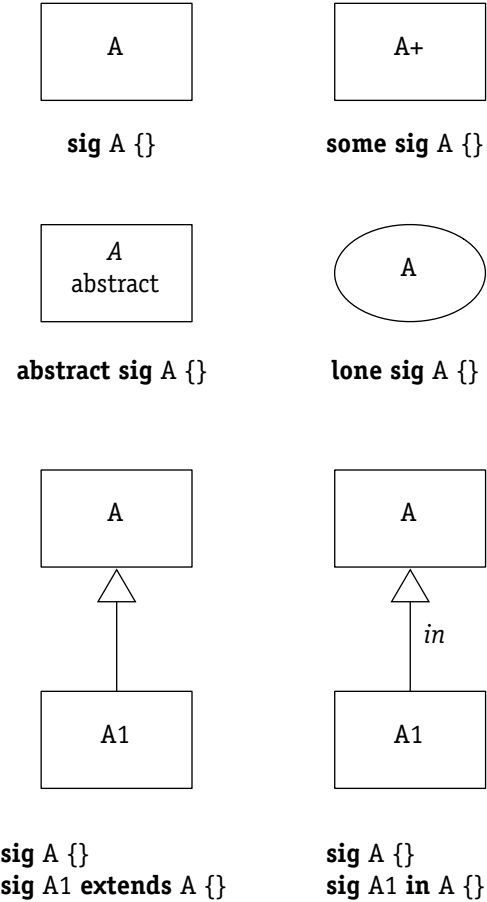 A
A+
sig A {}
some sig A {}
A
abstract
A
abstract sig A {}
lone sig A {}
A
A
in
A1
A1
sig A {}
sig A1 extends A {}
sig A {}
sig A1 in A {}